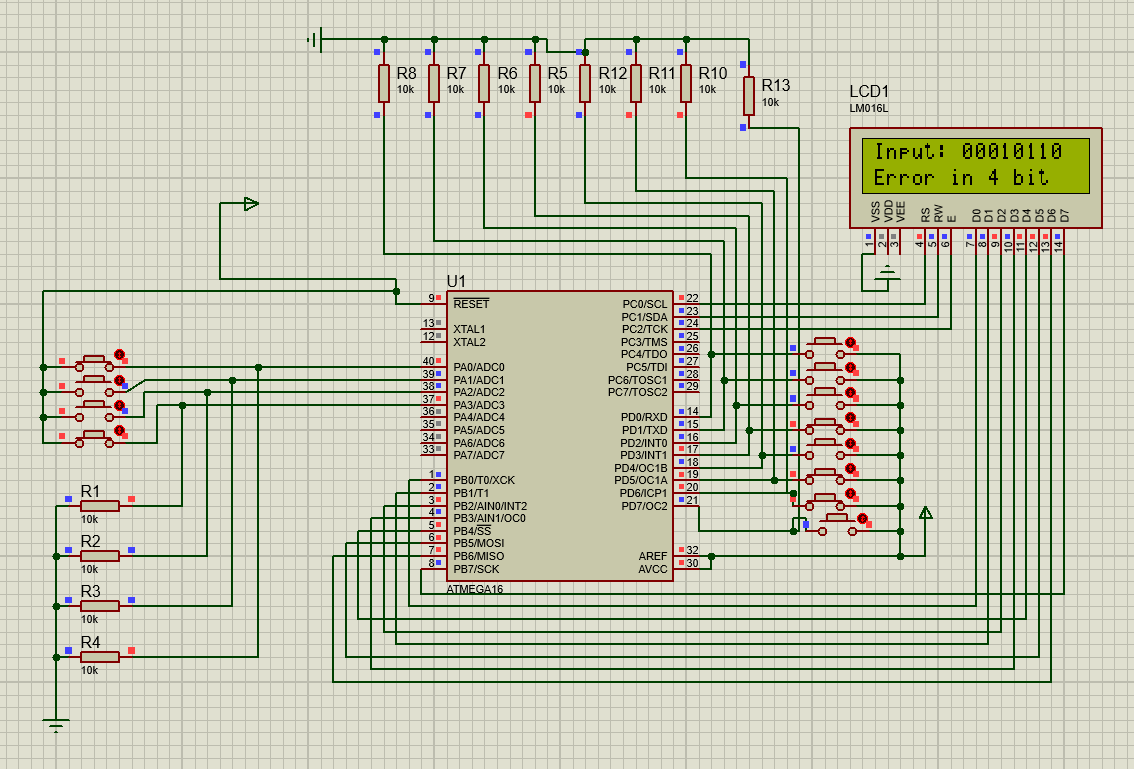 R8 R7 R6 R5 R12 R11 R10
10k 10k 10k 10k 10k 10k 10k
R13
10k
LCD1
LM016L
Input: 00010110
Error in 4 bit
VSS VDD VEE RS RW E D0 D1 D2 D3 D4 D5 D6 D7
1 2 3 4 5 6 7 8 9 10 11 12 13 14
U1
9 RESET PC0/SCL 22
PC1/SDA 23
13 XTAL1 PC2/TCK 24
12 XTAL2 PC3/TMS 25
PC4/TDO 26
40 PA0/ADC0 PC5/TDI 27
39 PA1/ADC1 PC6/TOSC1 28
38 PA2/ADC2 PC7/TOSC2 29
37 PA3/ADC3
36 PA4/ADC4 PD0/RXD 14
35 PA5/ADC5 PD1/TXD 15
34 PA6/ADC6 PD2/INT0 16
33 PA7/ADC7 PD3/INT1 17
PD4/OC1B 18
1 PB0/T0/XCK PD5/OC1A 19
2 PB1/T1 PD6/ICP1 20
3 PB2/AIN0/INT2 PD7/OC2 21
4 PB3/AIN1/OC0
5 PB4/SS
6 PB5/MOSI
7 PB6/MISO AREF 32
8 PB7/SCK AVCC 30
ATMEGA16
R1
10k
R2
10k
R3
10k
R4
10k